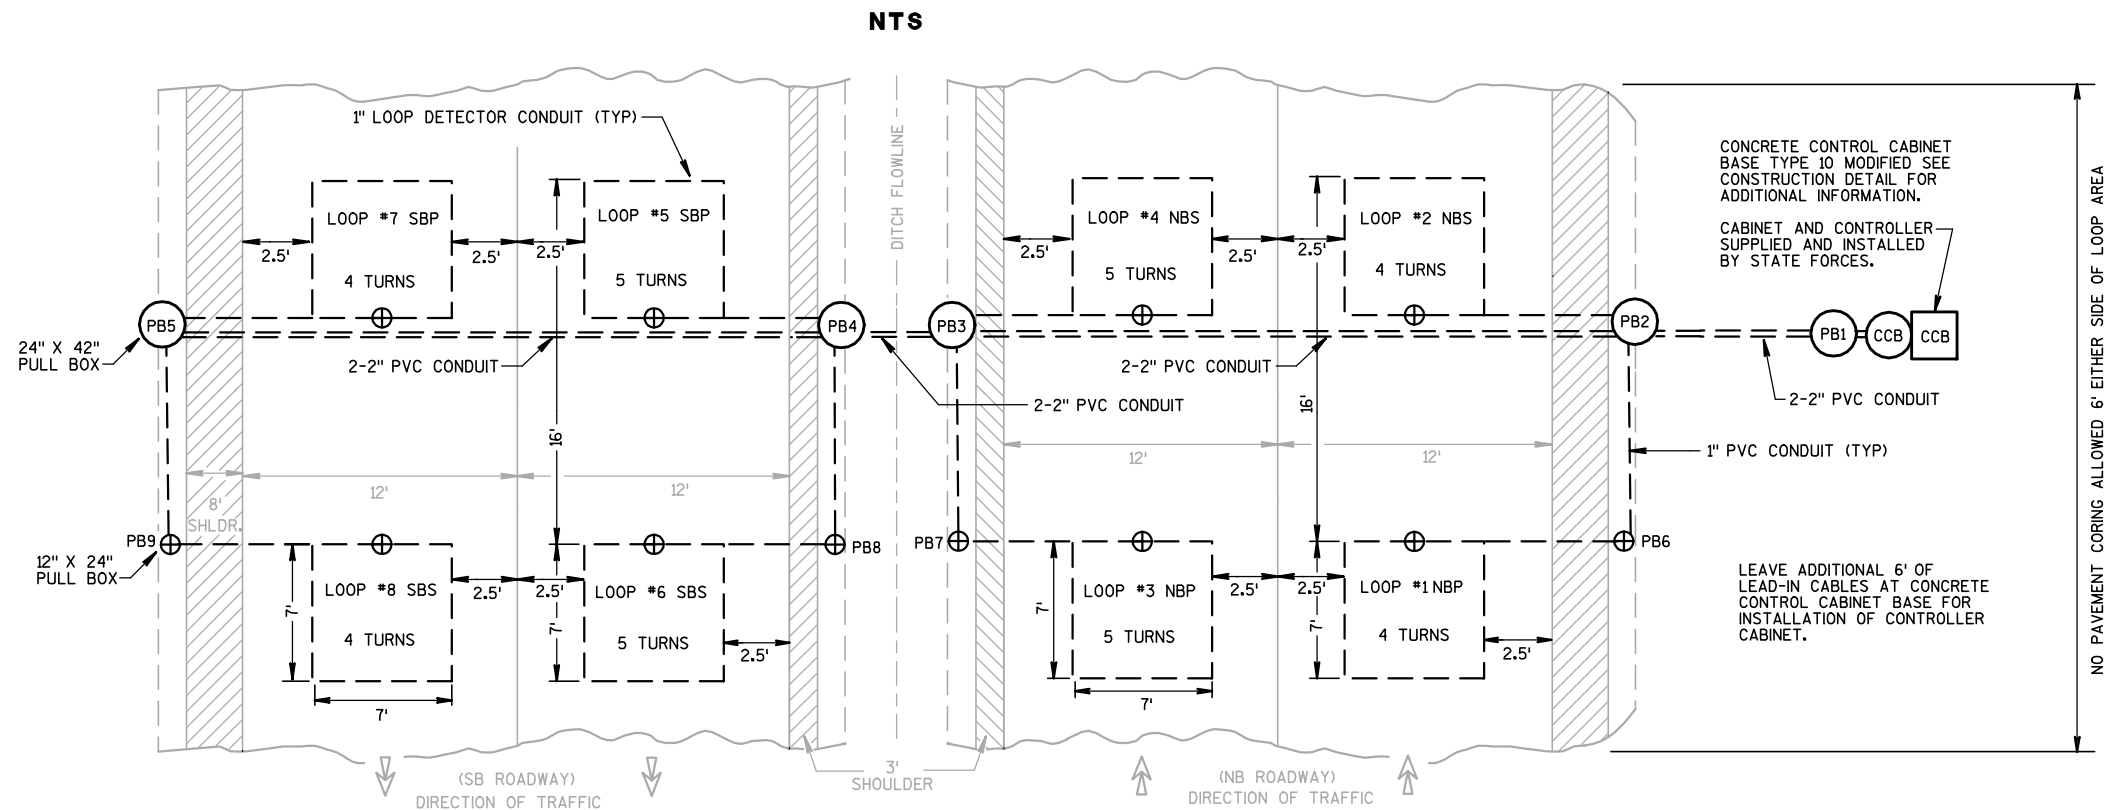 NTS
1" LOOP DETECTOR CONDUIT (TYP)
DITCH FLOWLINE
CONCRETE CONTROL CABINET
BASE TYPE 10 MODIFIED SEE
CONSTRUCTION DETAIL FOR
ADDITIONAL INFORMATION.
CABINET AND CONTROLLER
SUPPLIED AND INSTALLED
BY STATE FORCES.
NO PAVEMENT CORING ALLOWED 6' EITHER SIDE OF LOOP AREA
LOOP #7 SBP
LOOP #5 SBP
LOOP #4 NBS
LOOP #2 NBS
2.5'
2.5'
2.5'
2.5'
2.5'
2.5'
4 TURNS
5 TURNS
5 TURNS
4 TURNS
PB5
PB4
PB3
PB2
PB1
CCB
CCB
24" X 42"
PULL BOX
2-2" PVC CONDUIT
2-2" PVC CONDUIT
2-2" PVC CONDUIT
2-2" PVC CONDUIT
16'
16'
1" PVC CONDUIT (TYP)
12'
12'
12'
12'
8'
SHLDR.
PB9
PB8
PB7
PB6
12" X 24"
PULL BOX
LOOP #8 SBS
LOOP #6 SBS
LOOP #3 NBP
LOOP #1 NBP
2.5'
2.5'
2.5'
2.5'
7'
7'
7'
7'
4 TURNS
5 TURNS
5 TURNS
4 TURNS
2.5'
2.5'
7'
7'
LEAVE ADDITIONAL 6' OF
LEAD-IN CABLES AT CONCRETE
CONTROL CABINET BASE FOR
INSTALLATION OF CONTROLLER
CABINET.
(SB ROADWAY)
DIRECTION OF TRAFFIC
3'
SHOULDER
(NB ROADWAY)
DIRECTION OF TRAFFIC